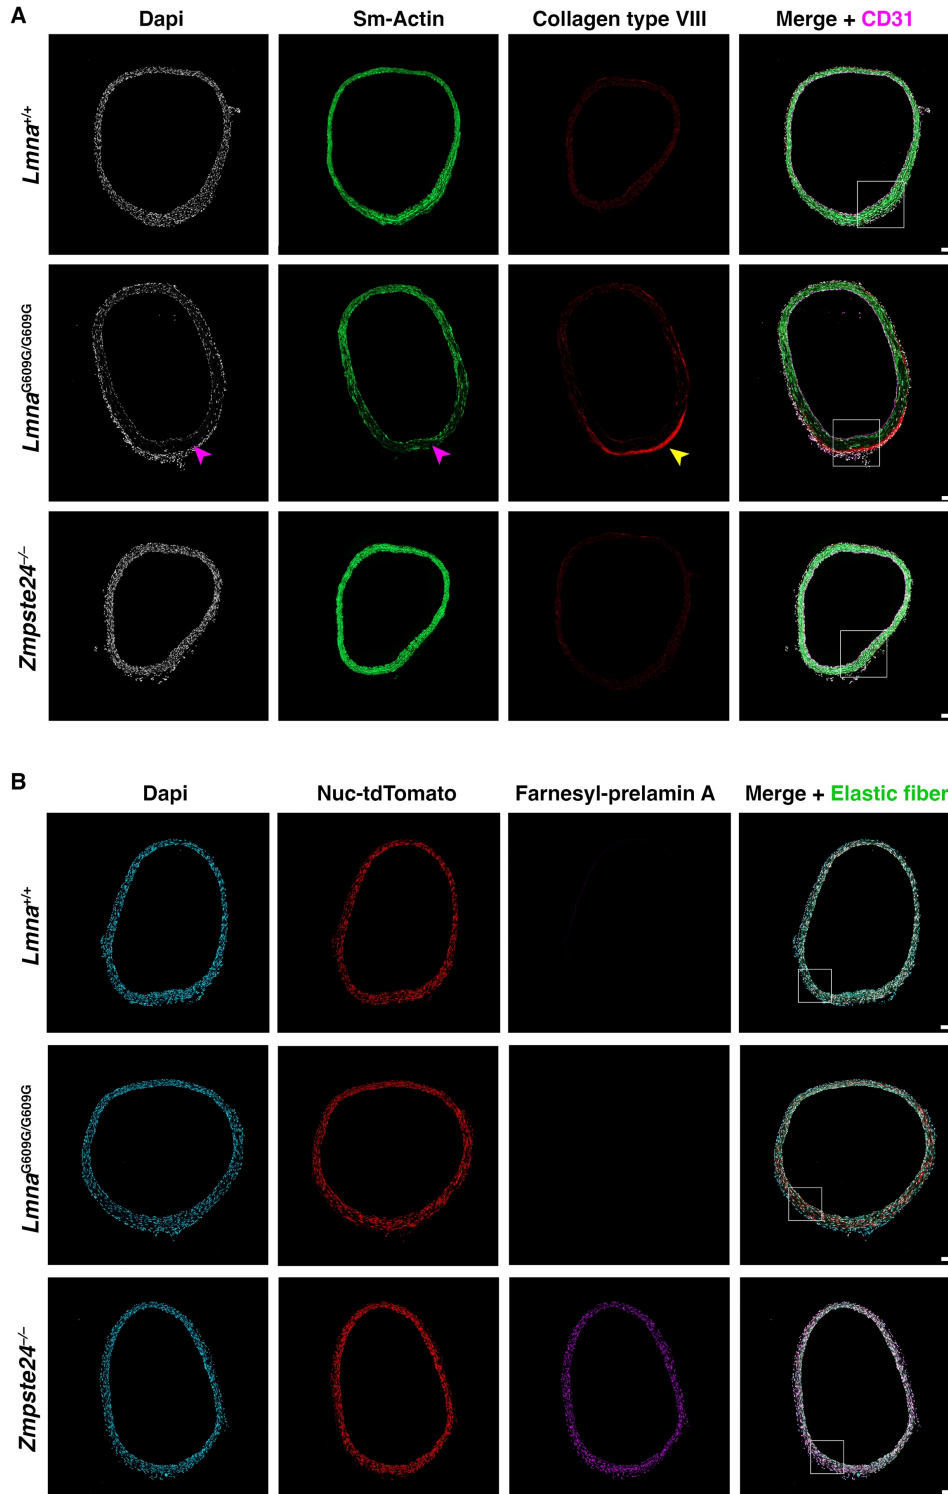 A
Dapi Sm-Actin Collagen type VIII Merge + CD31
Lmna+/+
LmnaG609G/G609G
Zmpste24–/–
B
Dapi Nuc-tdTomato Farnesyl-prelamin A Merge + Elastic fiber
Lmna+/+
LmnaG609G/G609G
Zmpste24–/–